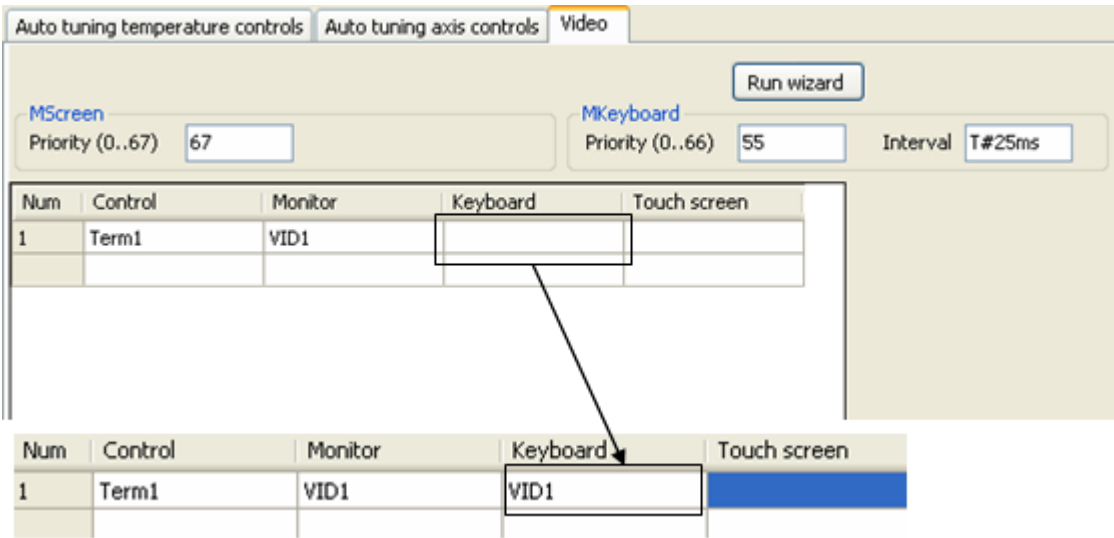 Auto tuning temperature controls Auto tuning axis controls Video
Run wizard
MScreen MKeyboard
Priority (0..67) 67 Priority (0..66) 55 Interval T#25ms
Num Control Monitor Keyboard Touch screen
1 Term1 VID1
Num Control Monitor Keyboard Touch screen
1 Term1 VID1 VID1